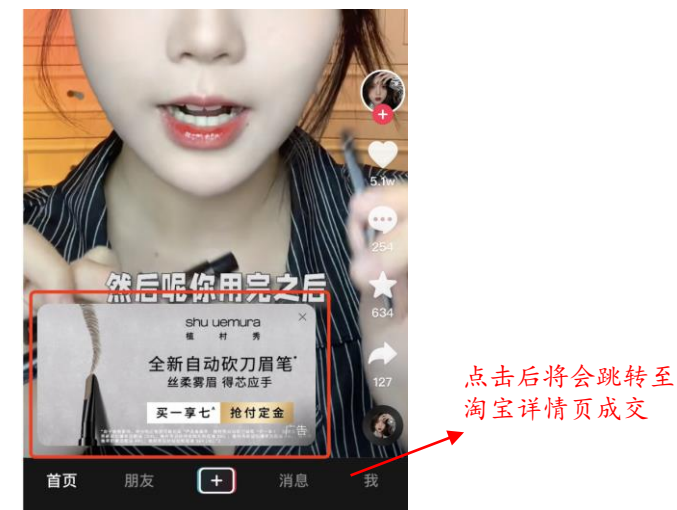 5.1w
254
然后呢你用完之后
634
shu uemura
植村秀
全新自动砍刀眉笔*
丝柔雾眉 得芯应手
127
买一享七* 抢付定金
广告
点击后将会跳转至
淘宝详情页成交
首页 朋友 消息 我